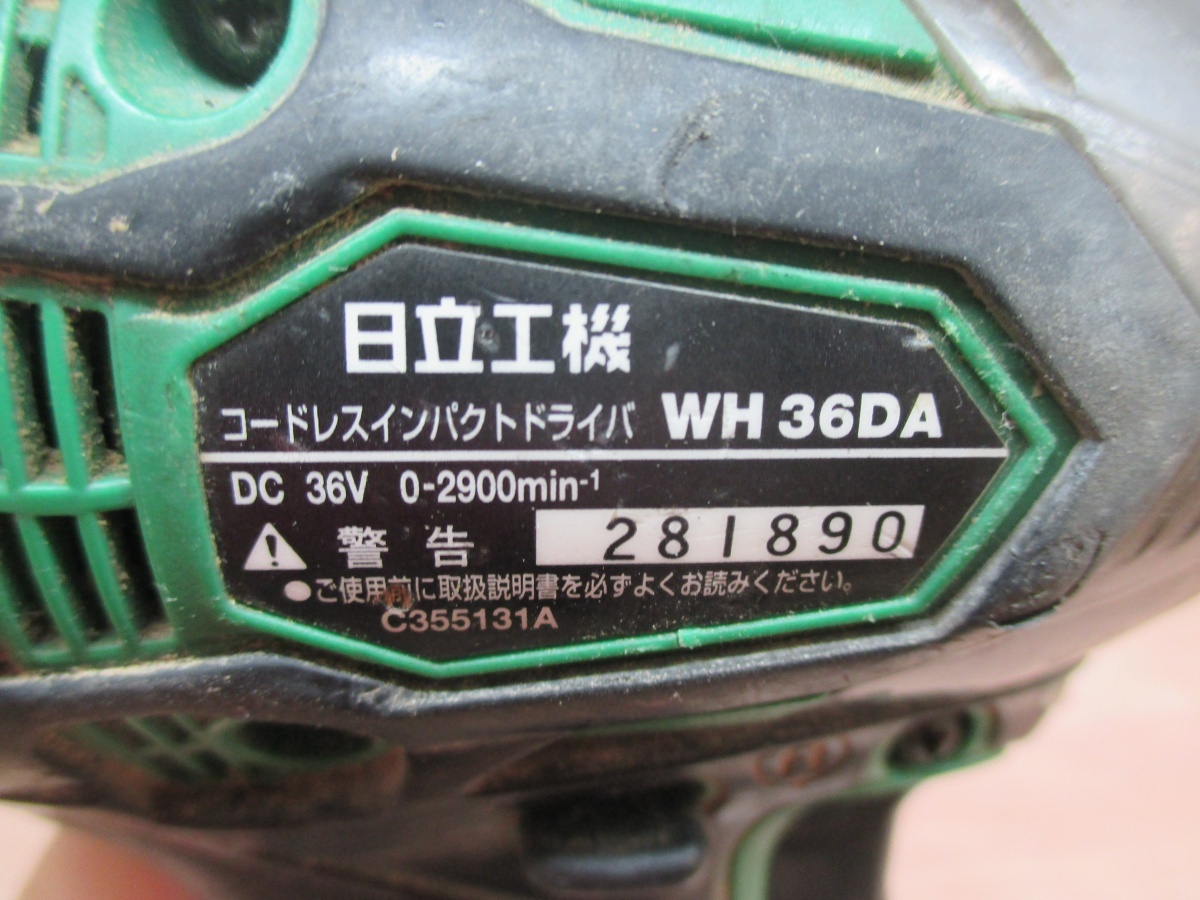 日立工機
コードレスインパクトドライバ WH 36DA
DC 36V 0-2900min-1
警告 281890
●ご使用前に取扱説明書を必ずよくお読みください。
C355131A